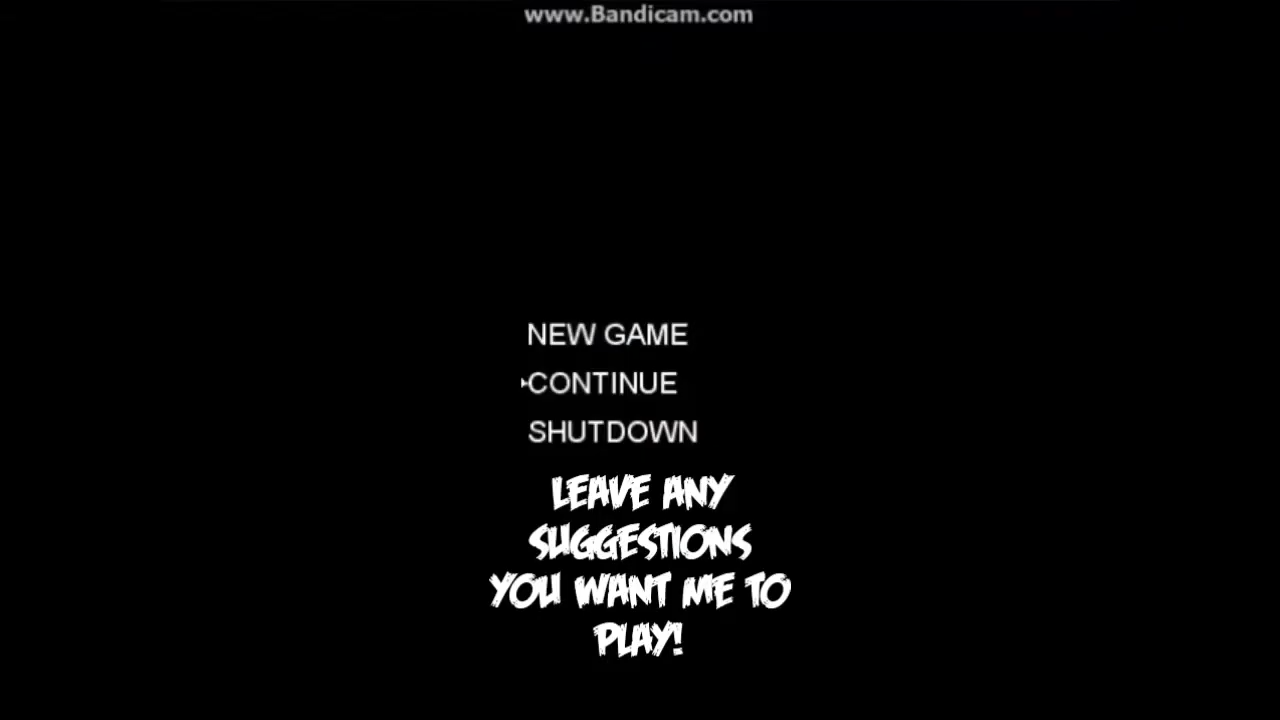 www.Bandicam.com
NEW GAME
CONTINUE
SHUTDOWN
LEAVE ANY
SUGGESTIONS
YOU WANT ME TO
PLAY!